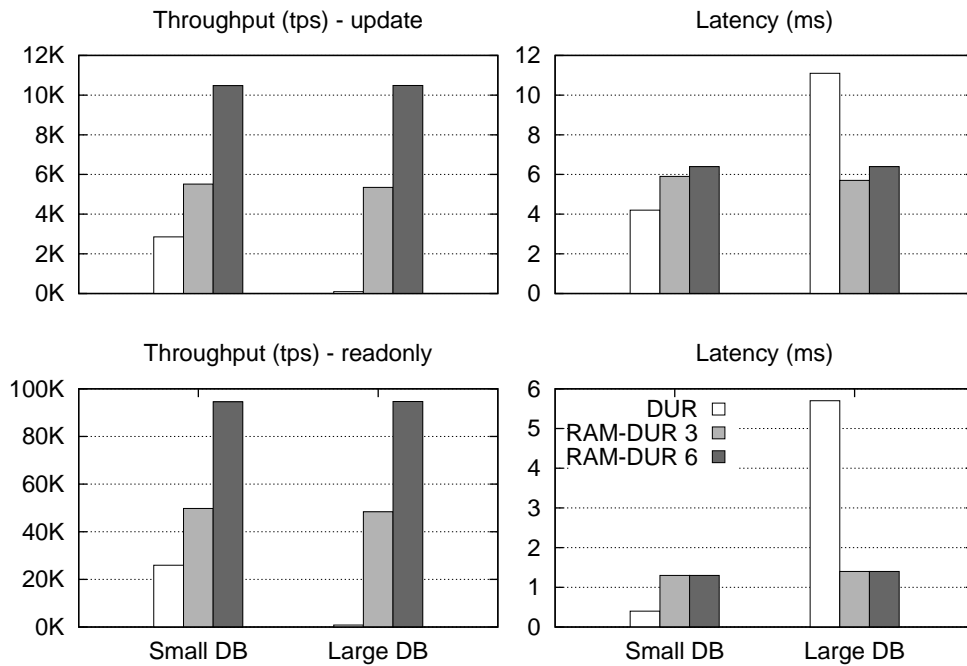 Throughput (tps) - update
12K
10K
8K
6K
4K
2K
0K
Latency (ms)
12
10
8
6
4
2
0
Throughput (tps) - readonly
100K
80K
60K
40K
20K
0K
Small DB
Large DB
Latency (ms)
6
5
4
3
2
1
0
DUR
RAM-DUR 3
RAM-DUR 6
Small DB
Large DB